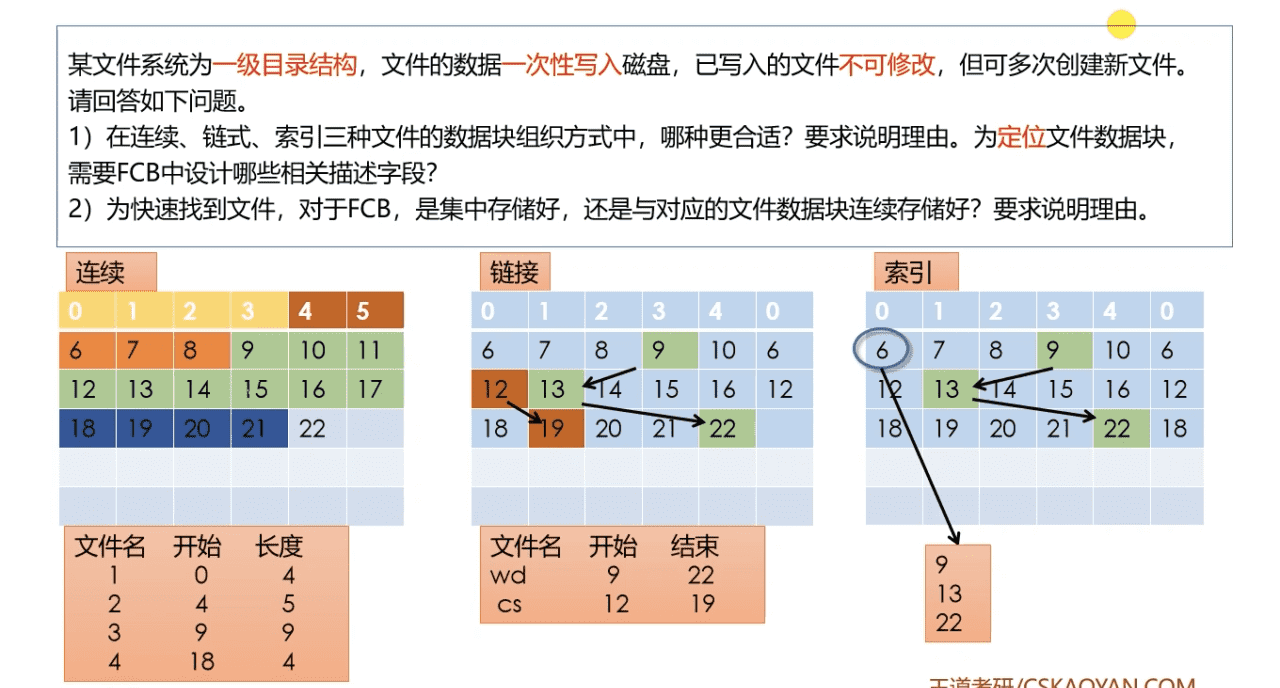 某文件系统为一级目录结构，文件的数据一次性写入磁盘，已写入的文件不可修改，但可多次创建新文件。
请回答如下问题。
1）在连续、链式、索引三种文件的数据块组织方式中，哪种更合适？要求说明理由。为定位文件数据块，
需要FCB中设计哪些相关描述字段？
2）为快速找到文件，对于FCB，是集中存储好，还是与对应的文件数据块连续存储好？要求说明理由。
连续
0 1 2 3 4 5
6 7 8 9 10 11
12 13 14 15 16 17
18 19 20 21 22
文件名 开始 长度
1 0 4
2 4 5
3 9 9
4 18 4
链接
0 1 2 3 4 0
6 7 8 9 10 6
12 13 14 15 16 12
18 19 20 21 22
文件名 开始 结束
wd 9 22
cs 12 19
索引
0 1 2 3 4 0
6 7 8 9 10 6
12 13 14 15 16 12
18 19 20 21 22 18
9
13
22
王道考研/CSKAOYAN.COM